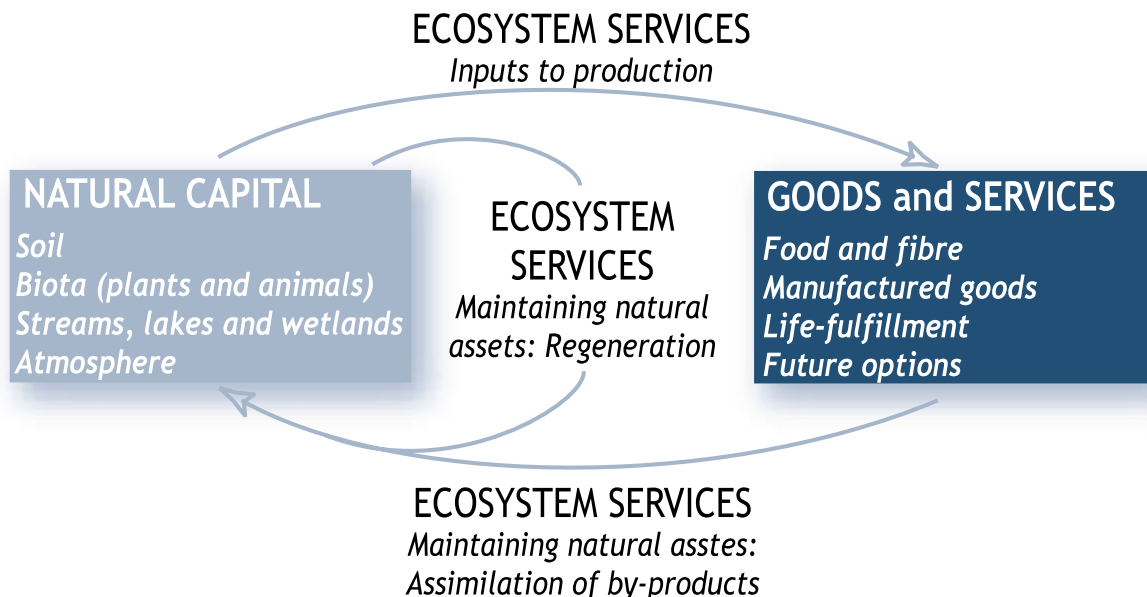 ECOSYSTEM SERVICES
Inputs to production
NATURAL CAPITAL
Soil
Biota (plants and animals)
Streams, lakes and wetlands
Atmosphere
ECOSYSTEM
SERVICES
Maintaining natural
assets: Regeneration
GOODS and SERVICES
Food and fibre
Manufactured goods
Life-fulfillment
Future options
ECOSYSTEM SERVICES
Maintaining natural asstes:
Assimilation of by-products